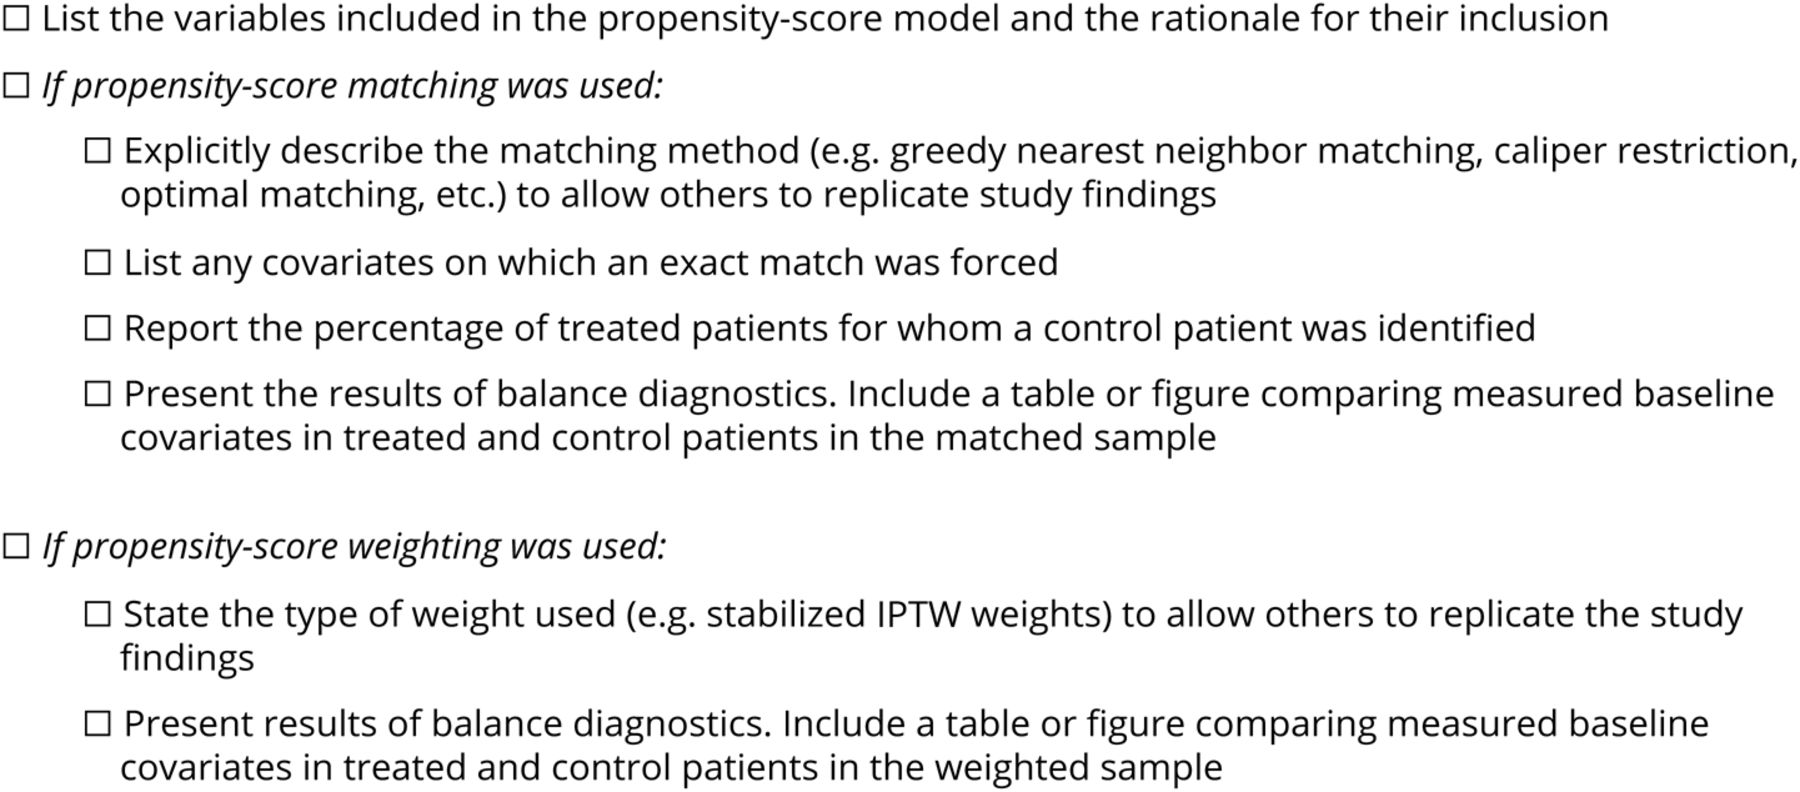 ☐ List the variables included in the propensity-score model and the rationale for their inclusion
☐ If propensity-score matching was used:
☐ Explicitly describe the matching method (e.g. greedy nearest neighbor matching, caliper restriction,
optimal matching, etc.) to allow others to replicate study findings
☐ List any covariates on which an exact match was forced
☐ Report the percentage of treated patients for whom a control patient was identified
☐ Present the results of balance diagnostics. Include a table or figure comparing measured baseline
covariates in treated and control patients in the matched sample
☐ If propensity-score weighting was used:
☐ State the type of weight used (e.g. stabilized IPTW weights) to allow others to replicate the study
findings
☐ Present results of balance diagnostics. Include a table or figure comparing measured baseline
covariates in treated and control patients in the weighted sample